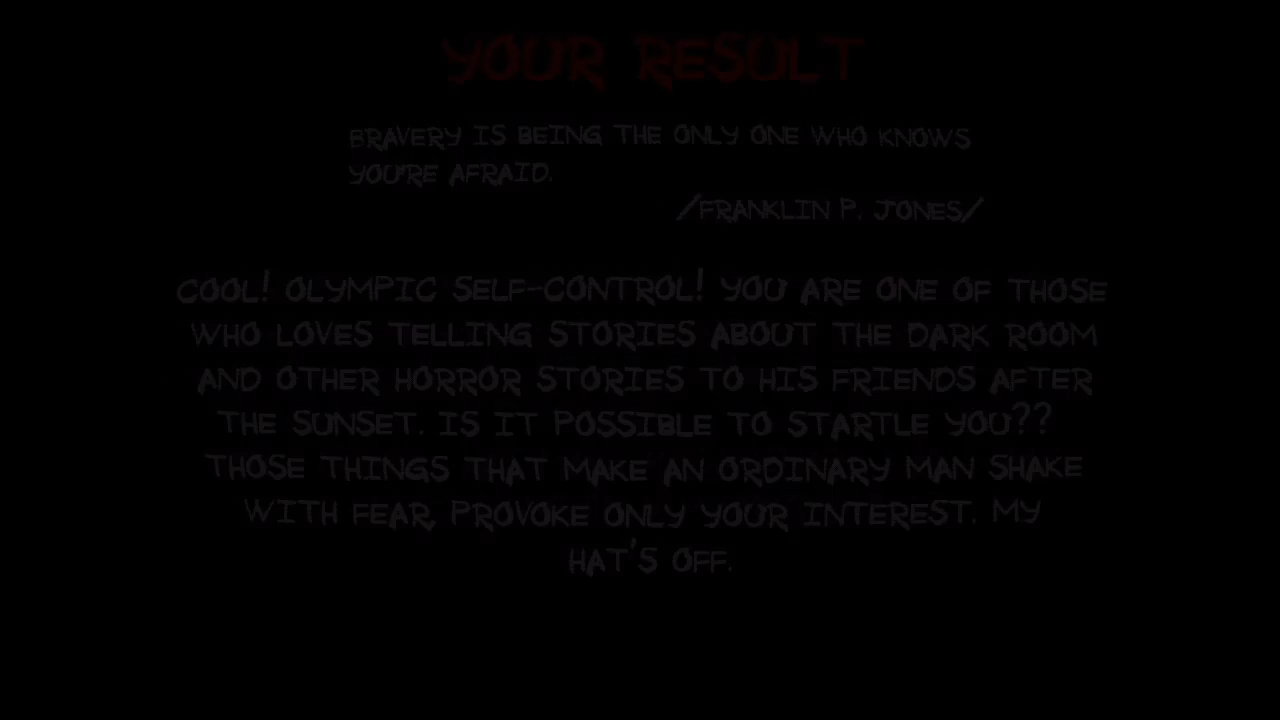 YOUR RESULT
BRAVERY IS BEING THE ONLY ONE WHO KNOWS
YOU'RE AFRAID.
/FRANKLIN P. JONES/
COOL! OLYMPIC SELF-CONTROL! YOU ARE ONE OF THOSE
WHO LOVES TELLING STORIES ABOUT THE DARK ROOM
AND OTHER HORROR STORIES TO HIS FRIENDS AFTER
THE SUNSET. IS IT POSSIBLE TO STARTLE YOU??
THOSE THINGS THAT MAKE AN ORDINARY MAN SHAKE
WITH FEAR, PROVOKE ONLY YOUR INTEREST. MY
HAT'S OFF.